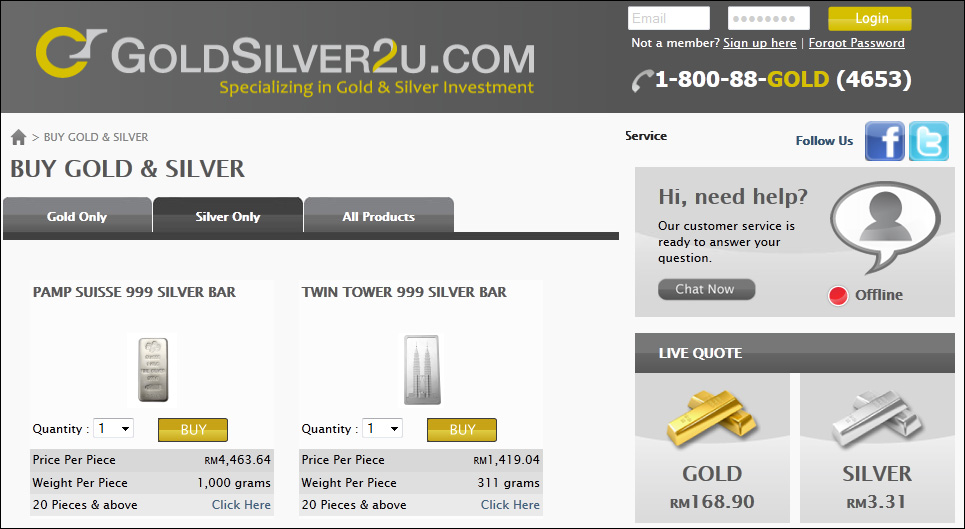 GOLDSILVER2U.COM
Specializing in Gold & Silver Investment
Email
Login
Not a member? Sign up here | Forgot Password
1-800-88-GOLD (4653)
> BUY GOLD & SILVER
BUY GOLD & SILVER
Service
Follow Us
Gold Only
Silver Only
All Products
PAMP SUISSE 999 SILVER BAR
Quantity : 1
BUY
Price Per Piece RM4,463.64
Weight Per Piece 1,000 grams
20 Pieces & above Click Here
TWIN TOWER 999 SILVER BAR
Quantity : 1
BUY
Price Per Piece RM1,419.04
Weight Per Piece 311 grams
20 Pieces & above Click Here
Hi, need help?
Our customer service is
ready to answer your
question.
Chat Now
Offline
LIVE QUOTE
GOLD
RM168.90
SILVER
RM3.31